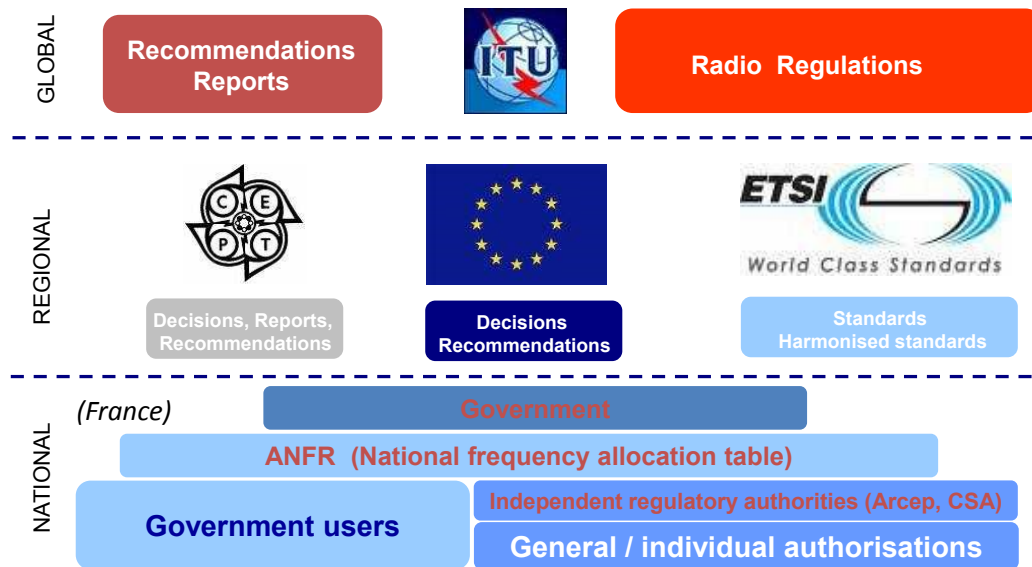 GLOBAL
Recommendations
Reports
ITU
Radio Regulations
REGIONAL
C E
P T
ETSI
World Class Standards
Decisions, Reports,
Recommendations
Decisions
Recommendations
Standards
Harmonised standards
NATIONAL
(France)
Government
ANFR (National frequency allocation table)
Government users
Independent regulatory authorities (Arcep, CSA)
General / individual authorisations